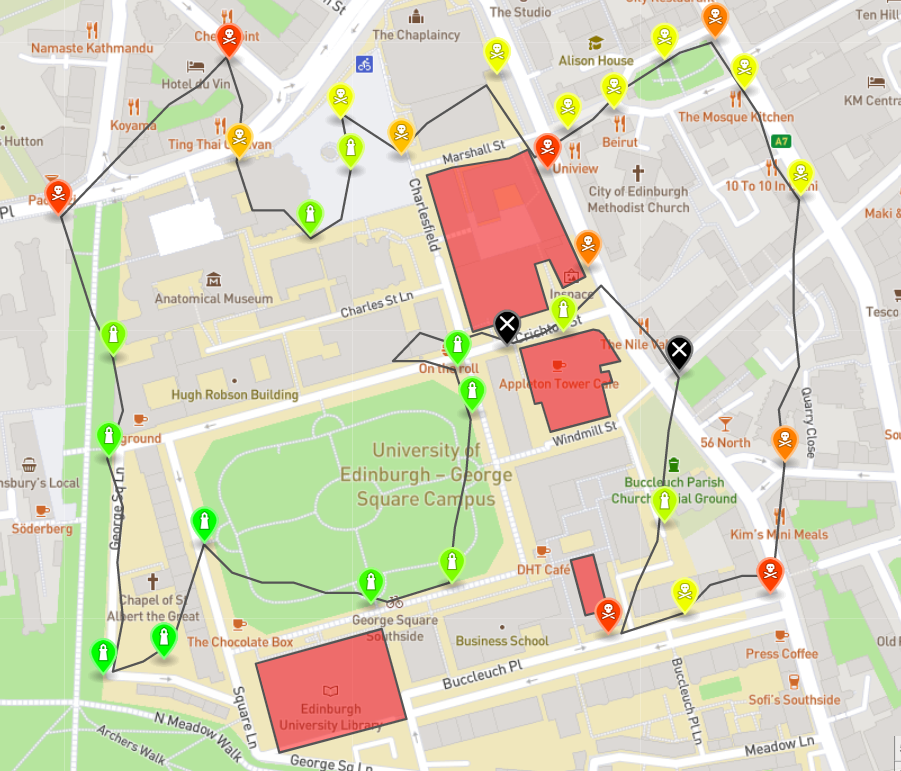 The Studio
The Chaplaincy
Namaste Kathmandu
Alison House
Hotel du Vin
Ten Hill
KM Centra
Koyama
The Mosque Kitchen
s Hutton
Ting Thai
A7
Beirut
Marshall St
Uniview
10 To 10 In
City of Edinburgh
Methodist Church
Pl
Charlesfield
Maki &
Anatomical Museum
Inspace
Charles St Ln
Tesco
Crichton St
The Nile Val
On the roll
Appleton Tower Cafe
Hugh Robson Building
Quarry Close
56 North
Windmill St
University of
Edinburgh – George
Square Campus
nsbury's Local
Söderberg
George Sq Ln
Buccleuch Parish
Church Burial Ground
Kim's Mini Meals
DHT Café
Chapel of St
Albert the Great
George Square
Southside
The Chocolate Box
Business School
Press Coffee
Old
Buccleuch Pl
Buccleuch Pl Ln
Sofi's Southside
Edinburgh
University Library
Square Ln
N Meadow Walk
Archers Walk
George Sq Ln
Meadow Ln